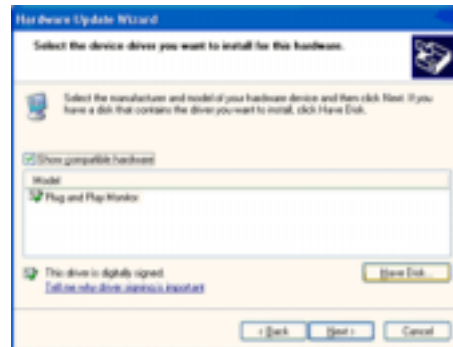 Hardware Update Wizard
Select the device driver you want to install for this hardware.
Select the manufacturer and model of your hardware device and then click Next. If you
have a disk that contains the driver you want to install, click Have Disk.
Show compatible hardware
Model
Plug and Play Monitor
This driver is digitally signed.
Have Disk...
Tell me why driver signing is important
< Back
Next >
Cancel